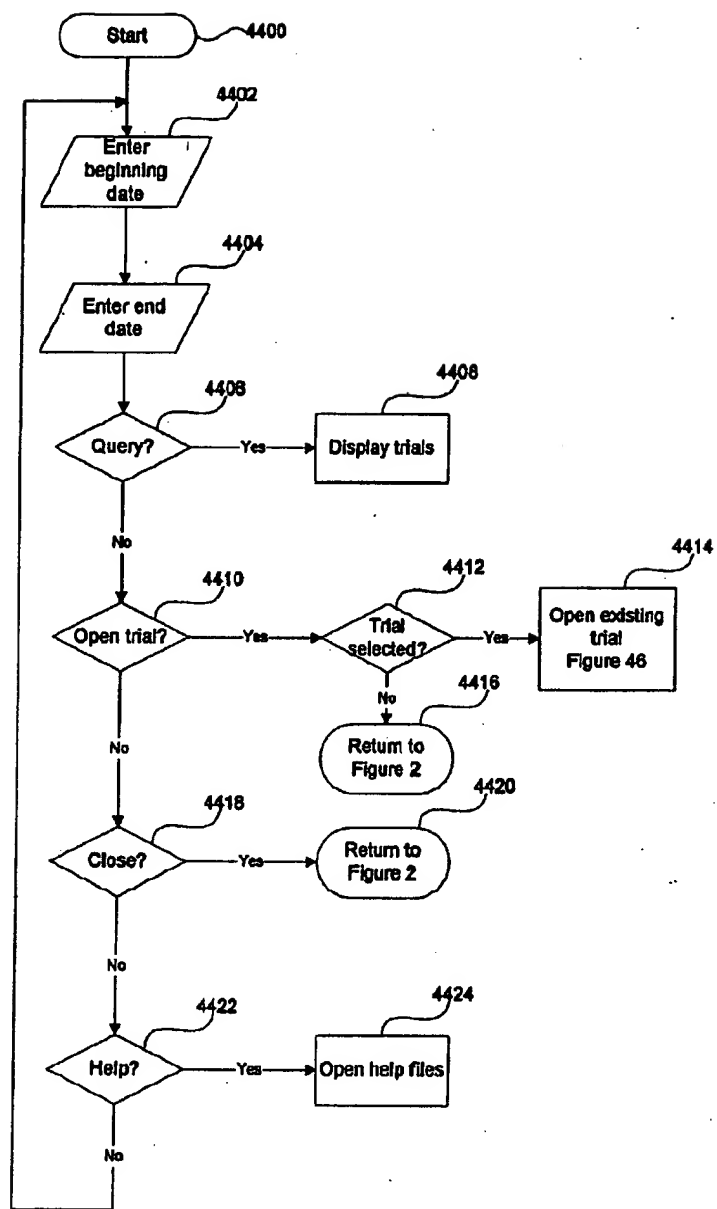 Start
4400
4402
Enter
beginning
date
4404
Enter end
date
4408
Query?
Yes
4408
Display trials
No
4410
Open trial?
Yes
4412
Trial
selected?
Yes
4414
Open existing
trial
Figure 46
No
4416
Return to
Figure 2
No
4418
Close?
Yes
4420
Return to
Figure 2
No
4422
Help?
Yes
4424
Open help files
No